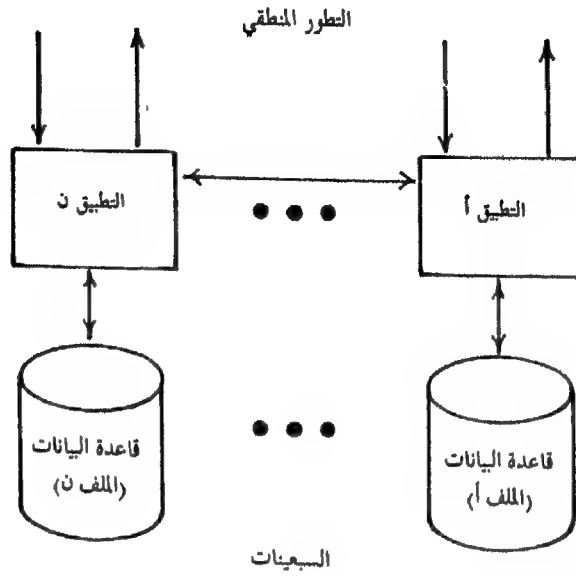 التطور المنطقي
التطبيق أ
التطبيق ن
قاعدة البيانات
(الملف أ)
قاعدة البيانات
(الملف ن)
السبعينات